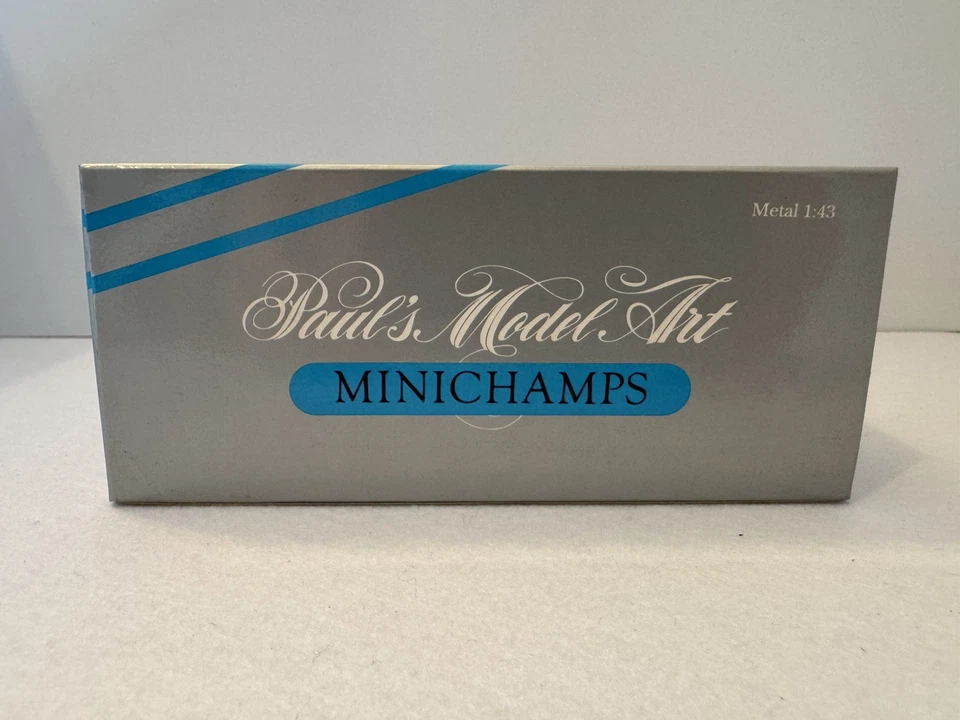 Metal 1:43
Paul's Model Art
MINICHAMPS